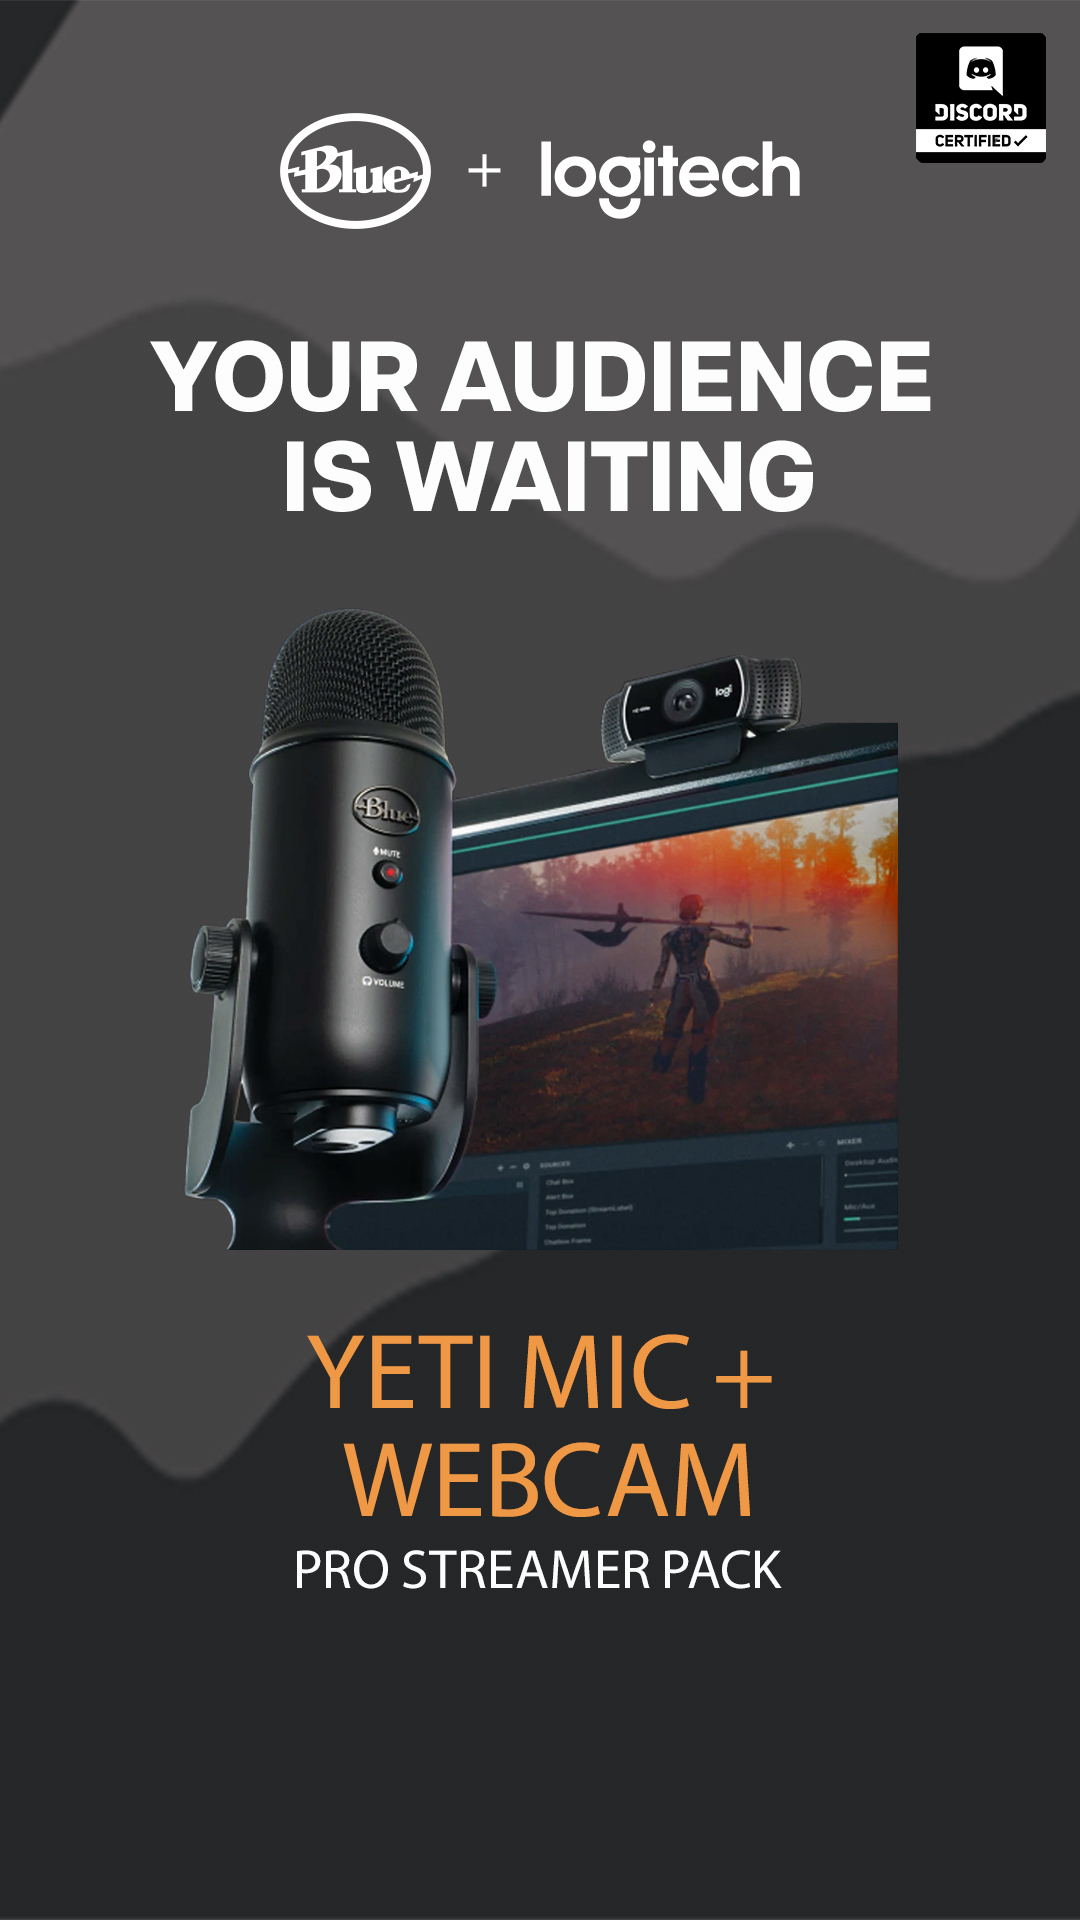 DISCORD
CERTIFIED
Blue + logitech
YOUR AUDIENCE
IS WAITING
logi
Blue
MUTE
VOLUME
SOURCES
MIXER
Chat Box
Desktop Audio
Alert Box
Top Donation (StreamLabel)
Mic/Aux
Top Donation
Chatbox Frame
YETI MIC +
WEBCAM
PRO STREAMER PACK